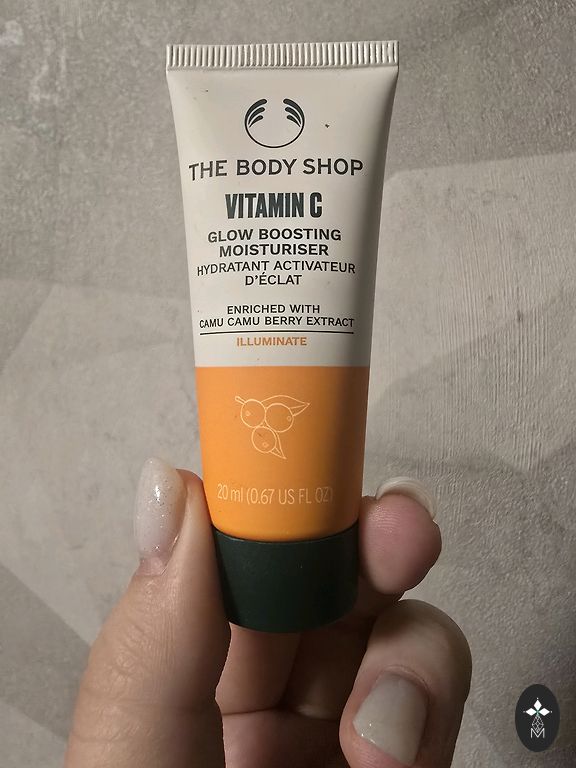 THE BODY SHOP
VITAMIN C
GLOW BOOSTING
MOISTURISER
HYDRATANT ACTIVATEUR
D'ÉCLAT
ENRICHED WITH
CAMU CAMU BERRY EXTRACT
ILLUMINATE
20 ml (0.67 US FL OZ)
M